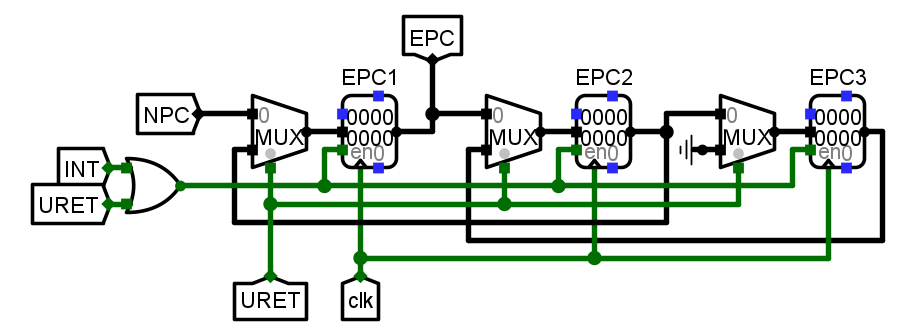 EPC
EPC1
EPC2
EPC3
NPC
0
MUX
0000
0000
en0
0
MUX
0000
0000
en0
0
MUX
0000
0000
en0
INT
URET
URET
clk